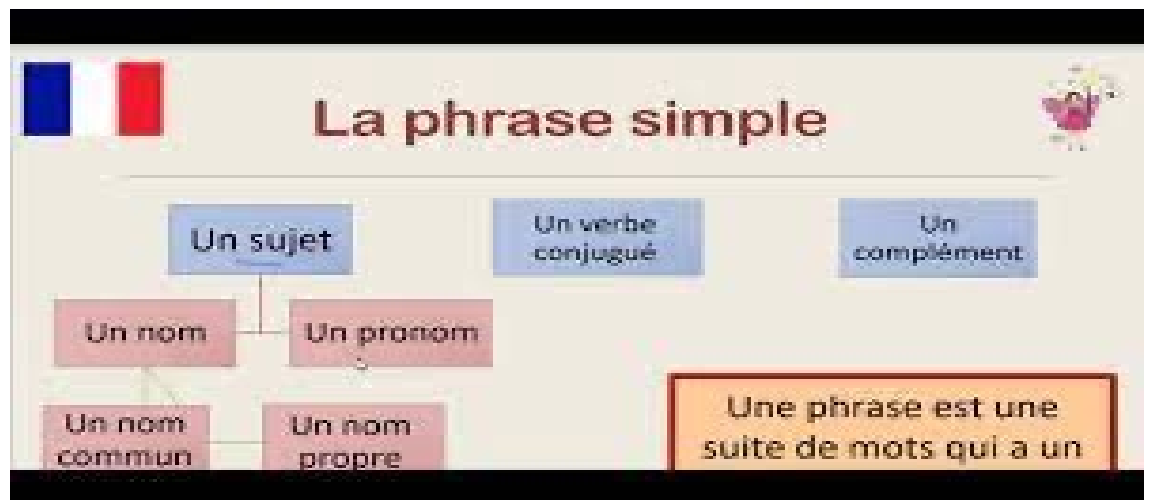 La phrase simple
Un sujet
Un verbe
conjugué
Un
complément
Un nom
Un pronom
Un nom
commun
Un nom
propre
Une phrase est une
suite de mots qui a un